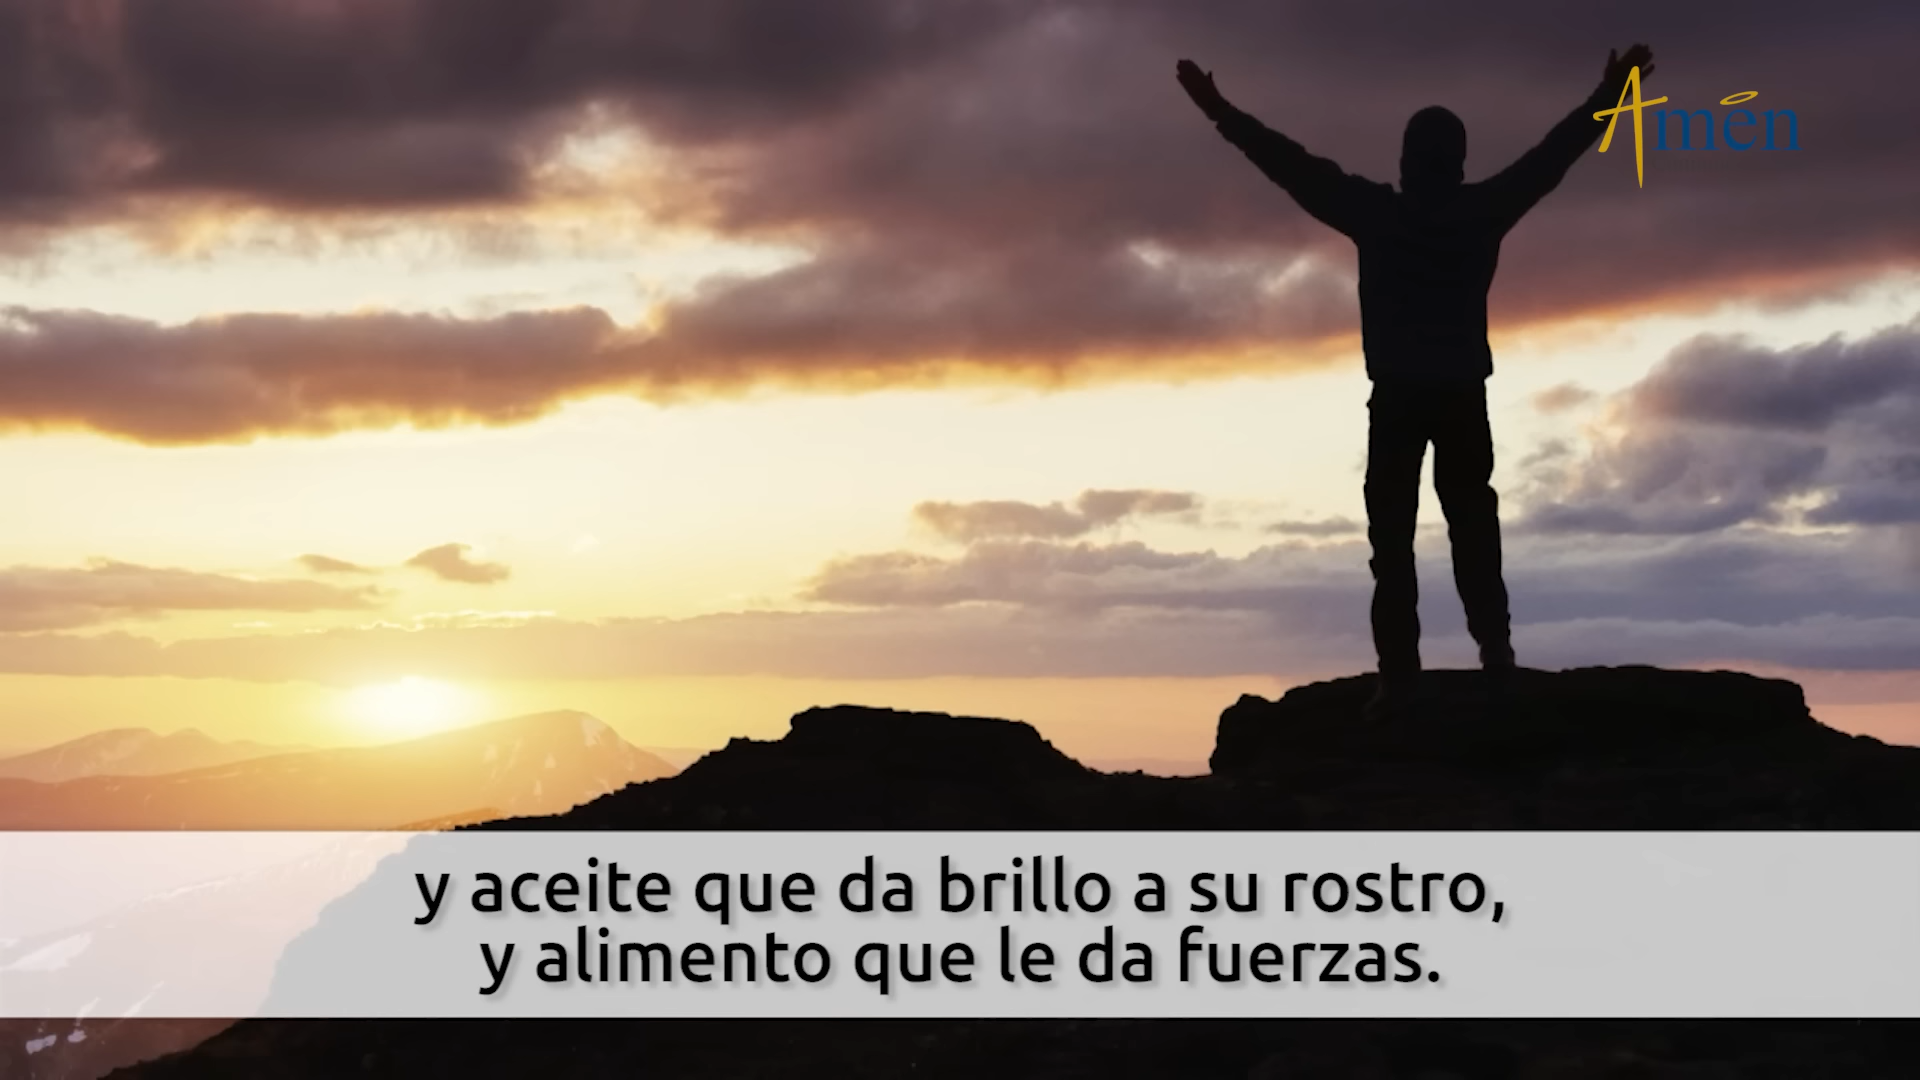 Amén
y aceite que da brillo a su rostro,
y alimento que le da fuerzas.